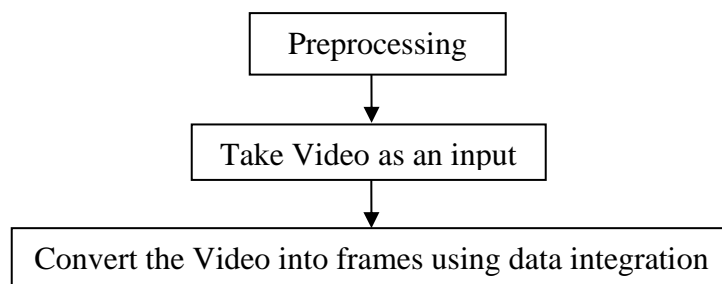 Preprocessing
Take Video as an input
Convert the Video into frames using data integration